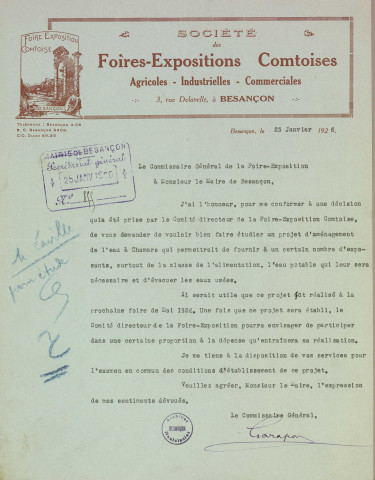 FOIRE EXPOSITION
COMTOISE
BESANÇON
SOCIÉTÉ
des
Foires-Expositions Comtoises
Agricoles - Industrielles - Commerciales
3, rue Delavelle, à BESANÇON
Besançon, le 25 Janvier 1926.
MAIRIE DE BESANÇON
Secrétariat général
25 JANV 1926
Le Commissaire Général de la Foire-Exposition
à Monsieur le Maire de Besançon,
J'ai l'honneur, pour me conformer à une décision
qui a été prise par le Comité directeur de la Foire-Exposition Comtoise,
de vous demander de vouloir bien faire étudier un projet d'aménagement
de l'eau à Chamars qui permettrait de fournir à un certain nombre d'expo-
sants, surtout de la classe de l'alimentation, l'eau potable qui leur sera
nécessaire et d'évacuer les eaux usées.
Il serait utile que ce projet fût réalisé à la
prochaine foire de Mai 1926. Une fois que ce projet sera établi, le
Comité directeur de la Foire-Exposition pourra envisager de participer
dans une certaine proportion à la dépense qu'entraînera sa réalisation.
Je me tiens à la disposition de vos services pour
l'examen en commun des conditions d'établissement de ce projet.
Veuillez agréer, Monsieur le Maire, l'expression
de mes sentiments dévoués.
Le Commissaire Général,
pour étude
Archives
Municipales
BESANÇON